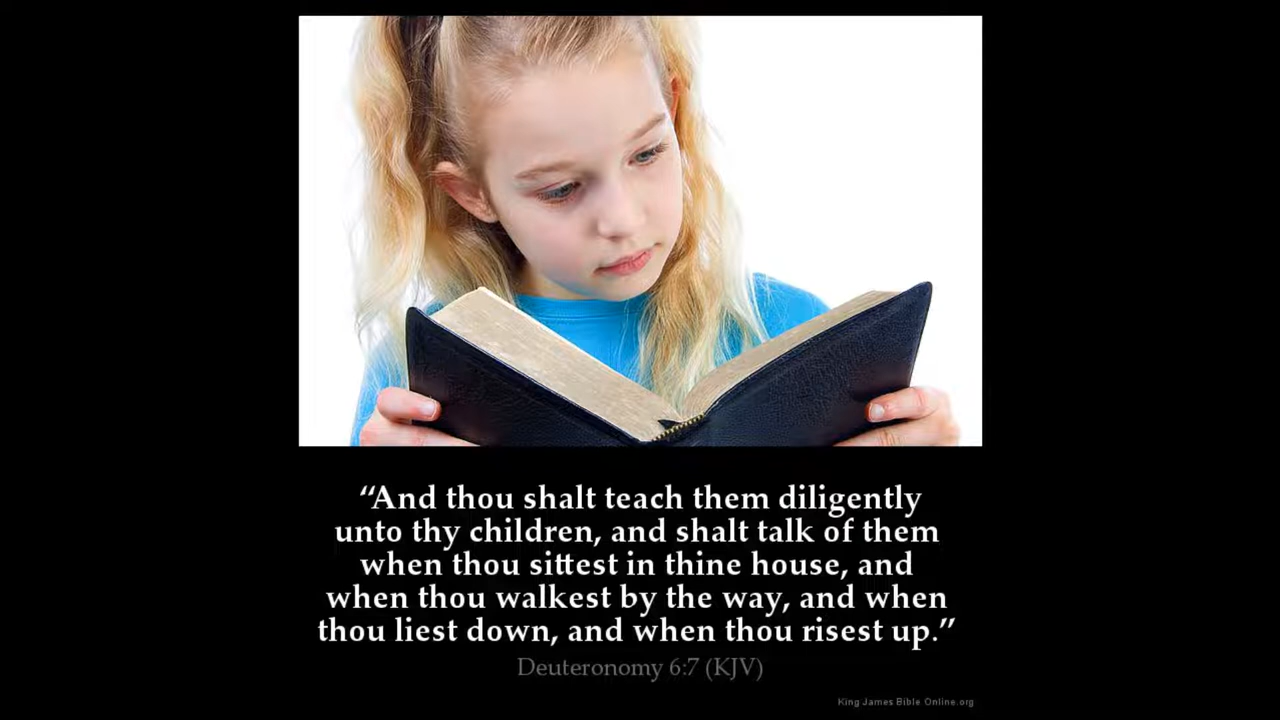 “And thou shalt teach them diligently
unto thy children, and shalt talk of them
when thou sittest in thine house, and
when thou walkest by the way, and when
thou liest down, and when thou risest up.”
Deuteronomy 6:7 (KJV)
King James Bible Online.org